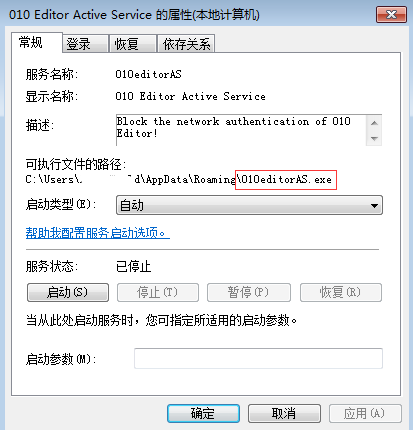 010 Editor Active Service 的属性(本地计算机)
常规 登录 恢复 依存关系
服务名称: 010editorAS
显示名称: 010 Editor Active Service
描述: Block the network authentication of 010
Editor!
可执行文件的路径:
C:\Users\. d\AppData\Roaming\010editorAS.exe
启动类型(E): 自动
帮助我配置服务启动选项。
服务状态: 已停止
启动(S) 停止(T) 暂停(P) 恢复(R)
当从此处启动服务时，您可指定所适用的启动参数。
启动参数(M):
确定 取消 应用(A)